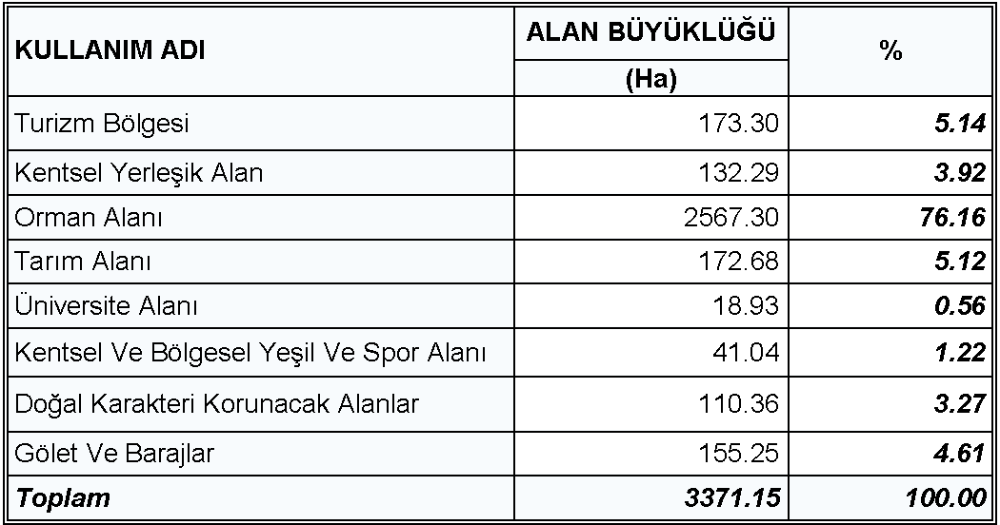 KULLANIM ADI ALAN BÜYÜKLÜĞÜ %
(Ha)
Turizm Bölgesi 173.30 5.14
Kentsel Yerleşik Alan 132.29 3.92
Orman Alanı 2567.30 76.16
Tarım Alanı 172.68 5.12
Üniversite Alanı 18.93 0.56
Kentsel Ve Bölgesel Yeşil Ve Spor Alanı 41.04 1.22
Doğal Karakteri Korunacak Alanlar 110.36 3.27
Gölet Ve Barajlar 155.25 4.61
Toplam 3371.15 100.00